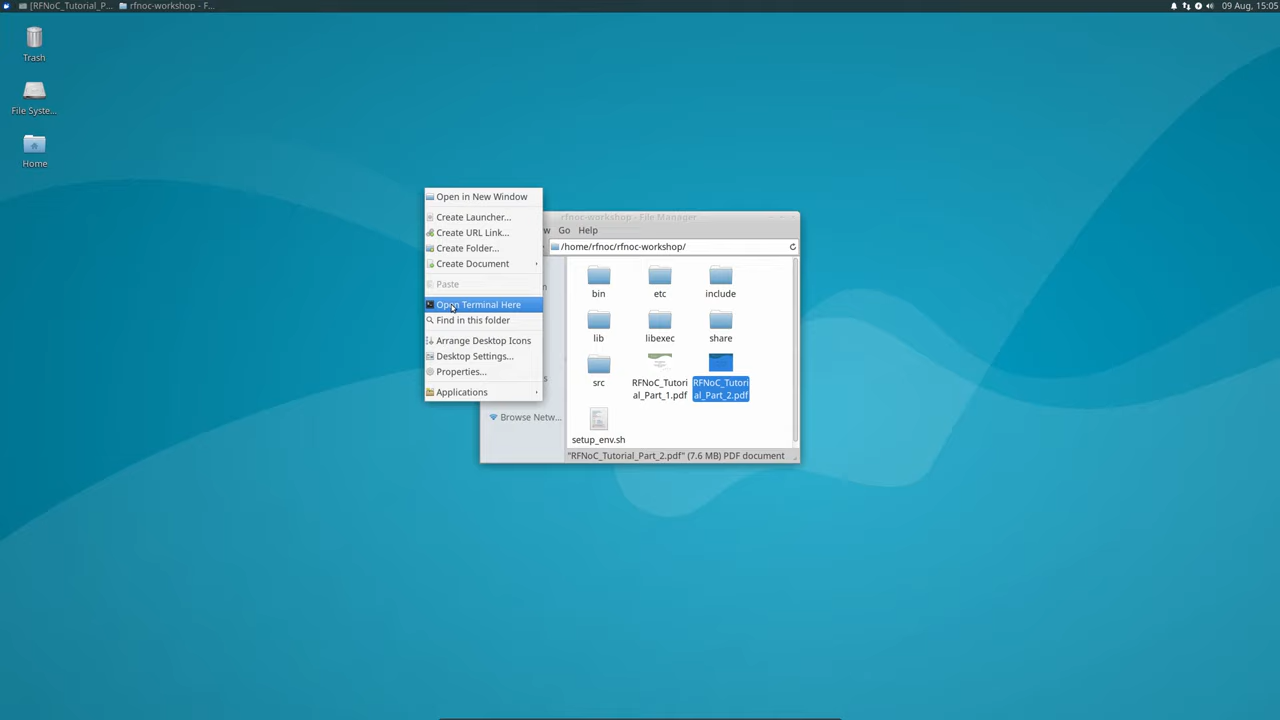 [RFNoC_Tutorial_P...
rfnoc-workshop - F...
09 Aug, 15:05
Trash
File Syste...
Home
Open in New Window
Create Launcher...
Create URL Link...
Create Folder...
Create Document
Paste
Open Terminal Here
Find in this folder
Arrange Desktop Icons
Desktop Settings...
Properties...
Applications
rfnoc-workshop - File Manager
w Go Help
/home/rfnoc/rfnoc-workshop/
bin
etc
include
lib
libexec
share
src
RFNoC_Tutori
al_Part_1.pdf
RFNoC_Tutori
al_Part_2.pdf
setup_env.sh
Browse Netw...
"RFNoC_Tutorial_Part_2.pdf" (7.6 MB) PDF document